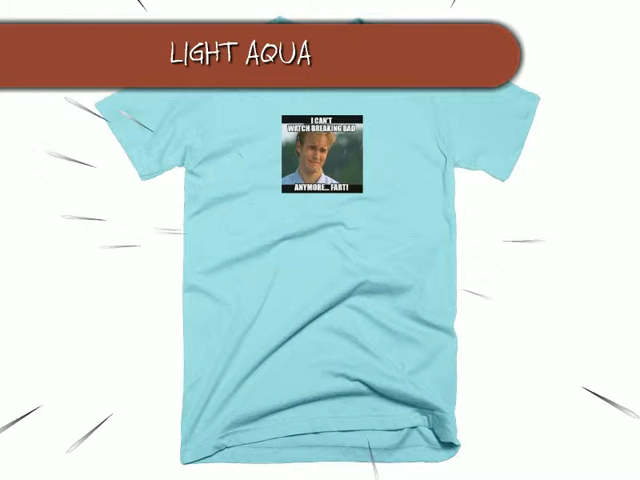 LIGHT AQUA
I CAN'T
WATCH BREAKING BAD
ANYMORE... FART!